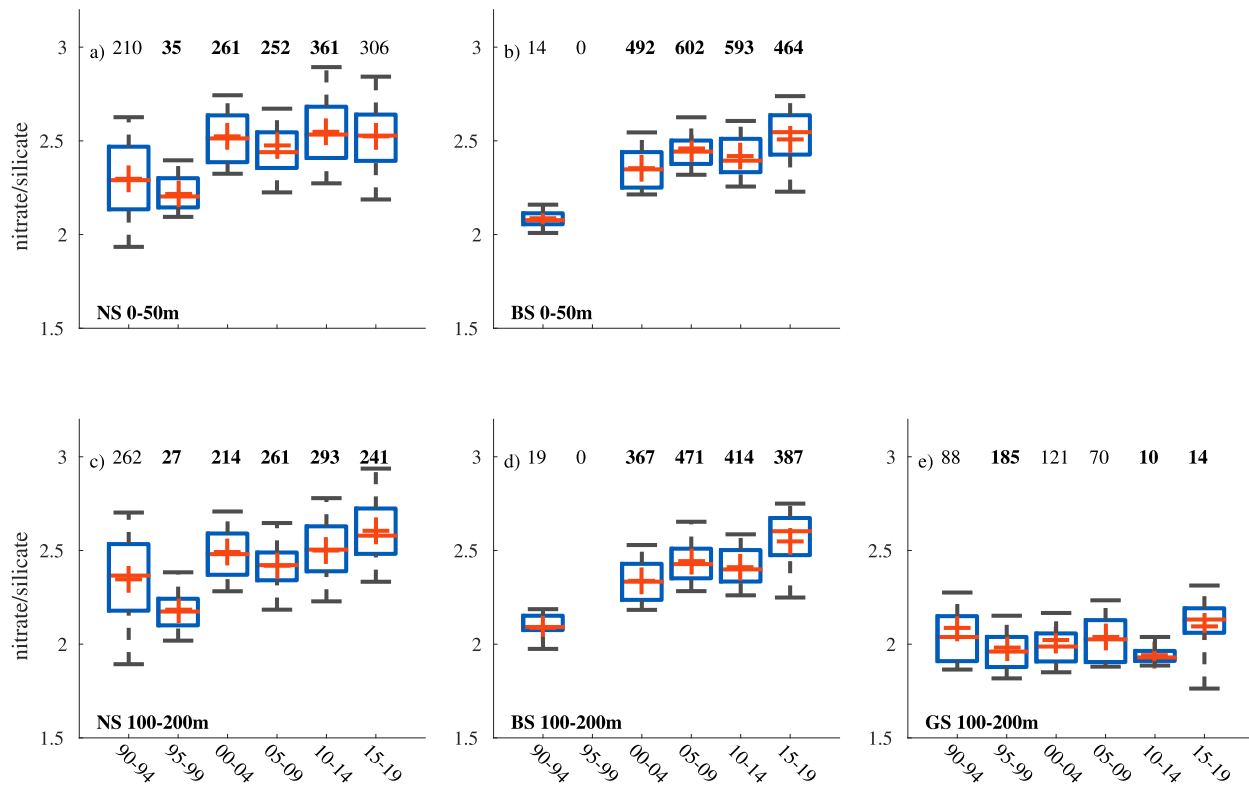 3
a) 210 35 261 252 361 306
2.5
2
1.5
nitrate/silicate
NS 0-50m
3
b) 14 0 492 602 593 464
2.5
2
1.5
BS 0-50m
3
c) 262 27 214 261 293 241
2.5
2
1.5
nitrate/silicate
NS 100-200m
90-94 95-99 00-04 05-09 10-14 15-19
3
d) 19 0 367 471 414 387
2.5
2
1.5
BS 100-200m
90-94 95-99 00-04 05-09 10-14 15-19
3
e) 88 185 121 70 10 14
2.5
2
1.5
GS 100-200m
90-94 95-99 00-04 05-09 10-14 15-19